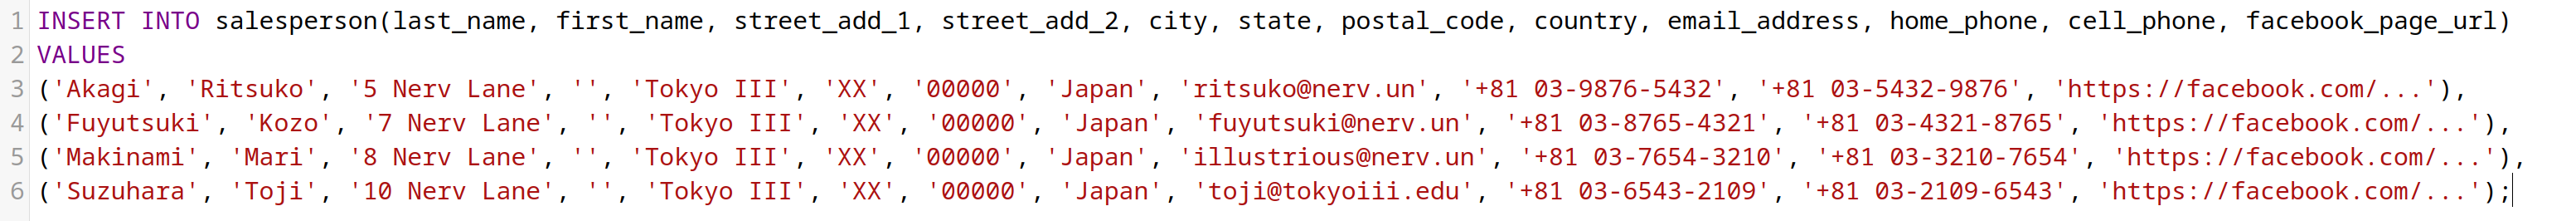 1 INSERT INTO salesperson(last_name, first_name, street_add_1, street_add_2, city, state, postal_code, country, email_address, home_phone, cell_phone, facebook_page_url)
2 VALUES
3 ('Akagi', 'Ritsuko', '5 Nerv Lane', '', 'Tokyo III', 'XX', '00000', 'Japan', 'ritsuko@nerv.un', '+81 03-9876-5432', '+81 03-5432-9876', 'https://facebook.com/...'),
4 ('Fuyutsuki', 'Kozo', '7 Nerv Lane', '', 'Tokyo III', 'XX', '00000', 'Japan', 'fuyutsuki@nerv.un', '+81 03-8765-4321', '+81 03-4321-8765', 'https://facebook.com/...'),
5 ('Makinami', 'Mari', '8 Nerv Lane', '', 'Tokyo III', 'XX', '00000', 'Japan', 'illustrious@nerv.un', '+81 03-7654-3210', '+81 03-3210-7654', 'https://facebook.com/...'),
6 ('Suzuhara', 'Toji', '10 Nerv Lane', '', 'Tokyo III', 'XX', '00000', 'Japan', 'toji@tokyoiii.edu', '+81 03-6543-2109', '+81 03-2109-6543', 'https://facebook.com/...');